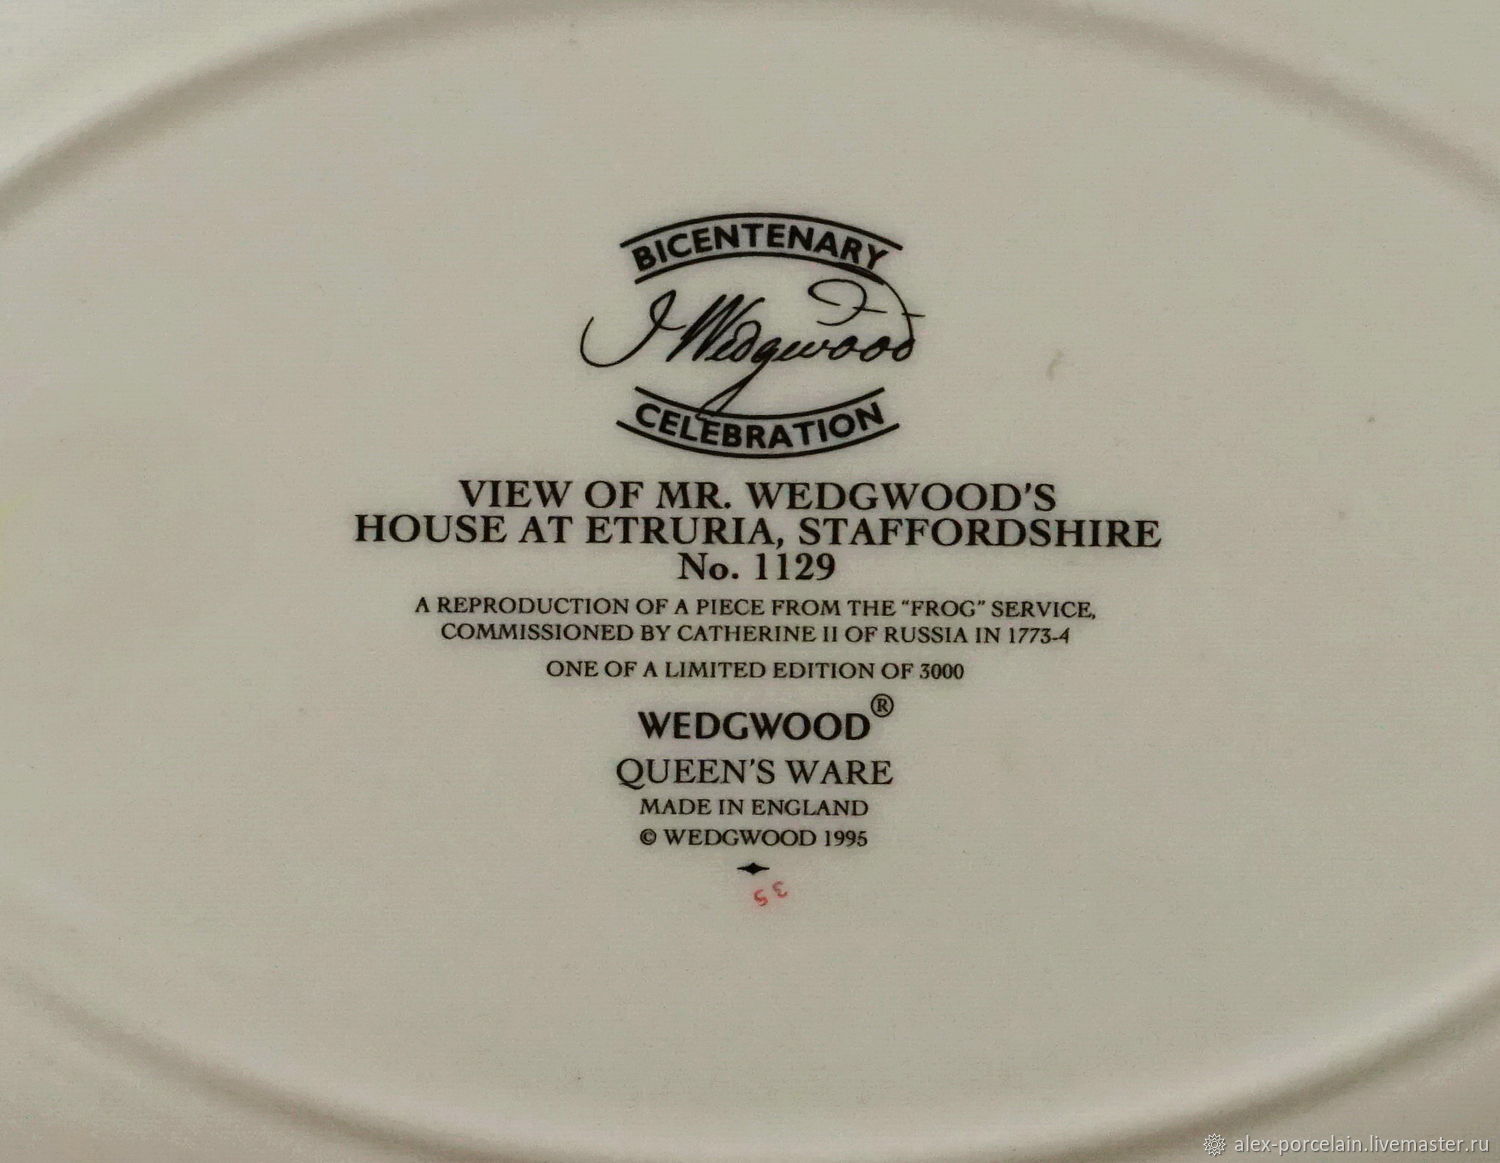 BICENTENARY
J Wedgwood
CELEBRATION
VIEW OF MR. WEDGWOOD'S
HOUSE AT ETRURIA, STAFFORDSHIRE
No. 1129
A REPRODUCTION OF A PIECE FROM THE "FROG" SERVICE,
COMMISSIONED BY CATHERINE II OF RUSSIA IN 1773-4
ONE OF A LIMITED EDITION OF 3000
WEDGWOOD®
QUEEN'S WARE
MADE IN ENGLAND
© WEDGWOOD 1995
35
alex-porcelain.livemaster.ru